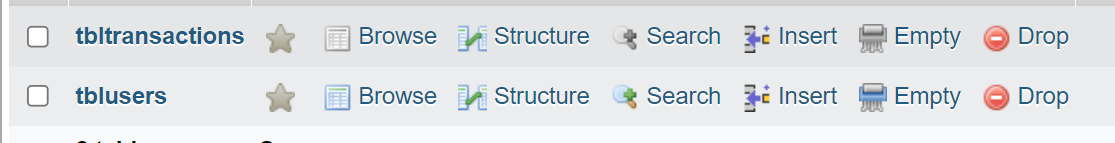 tbltransactions Browse Structure Search Insert Empty Drop
tblusers Browse Structure Search Insert Empty Drop